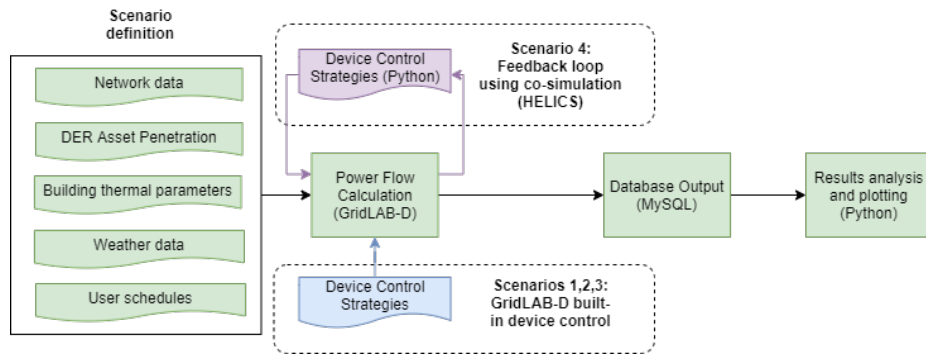 Scenario
definition
Network data
DER Asset Penetration
Building thermal parameters
Weather data
User schedules
Device Control
Strategies (Python)
Scenario 4:
Feedback loop
using co-simulation
(HELICS)
Power Flow
Calculation
(GridLAB-D)
Database Output
(MySQL)
Results analysis
and plotting
(Python)
Device Control
Strategies
Scenarios 1,2,3:
GridLAB-D built-
in device control